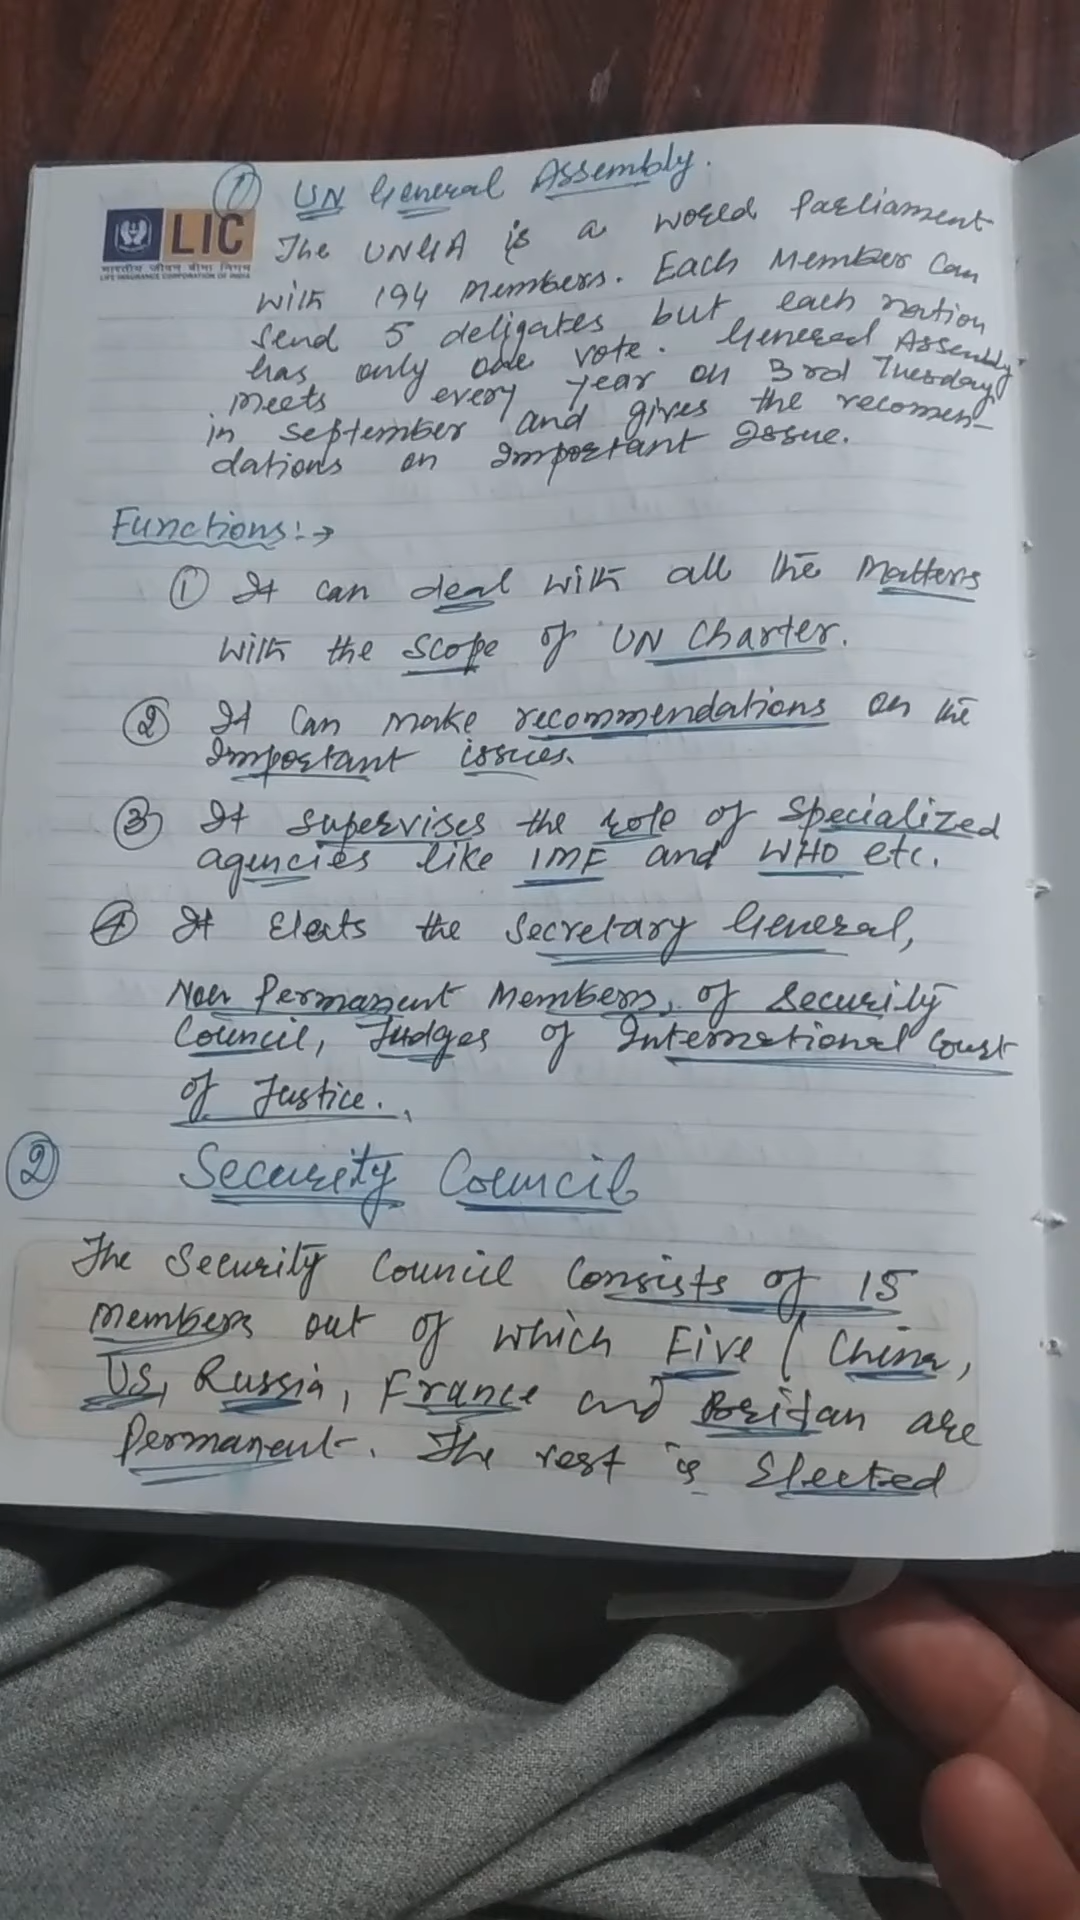 ① UN General Assembly.
LIC
भारतीय जीवन बीमा निगम
LIFE INSURANCE CORPORATION OF INDIA
The UNGA is a world Parliament
with 194 members. Each Member Can
Send 5 deligates but each nation
has only one vote. General Assembly
meets every year on 3rd Tuesday
in september and gives the recomen-
dations on Important Issue.
Functions:→
① It can deal with all the Matters
with the scope of UN Charter.
② It Can make recommendations on the
Important issues.
③ It supervises the role of Specialized
agencies like IMF and WHO etc.
④ It Elects the Secretary General,
Non Permanent Members, of Security
Council, Judges of International Court
of Justice.
② Security Council
The Security Council Consists of 15
Members out of which Five ( China,
US, Russia, France and Britan are
Permanent. The rest is Elected